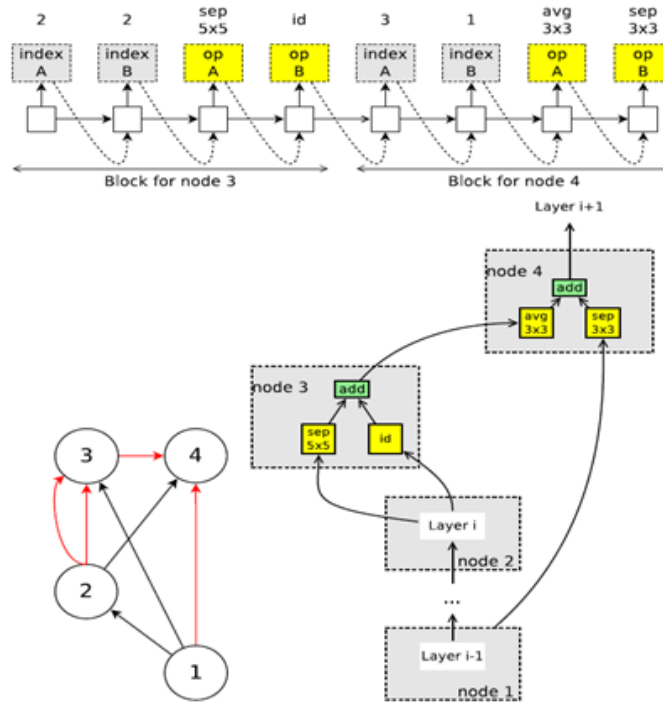 2 2 sep 5x5 id 3 1 avg 3x3 sep 3x3
index A index B op A op B index A index B op A op B
Block for node 3 Block for node 4
Layer i+1
node 4
add
avg 3x3 sep 3x3
node 3
add
sep 5x5 id
3 4
Layer i
node 2
2
...
1
Layer i-1
node 1